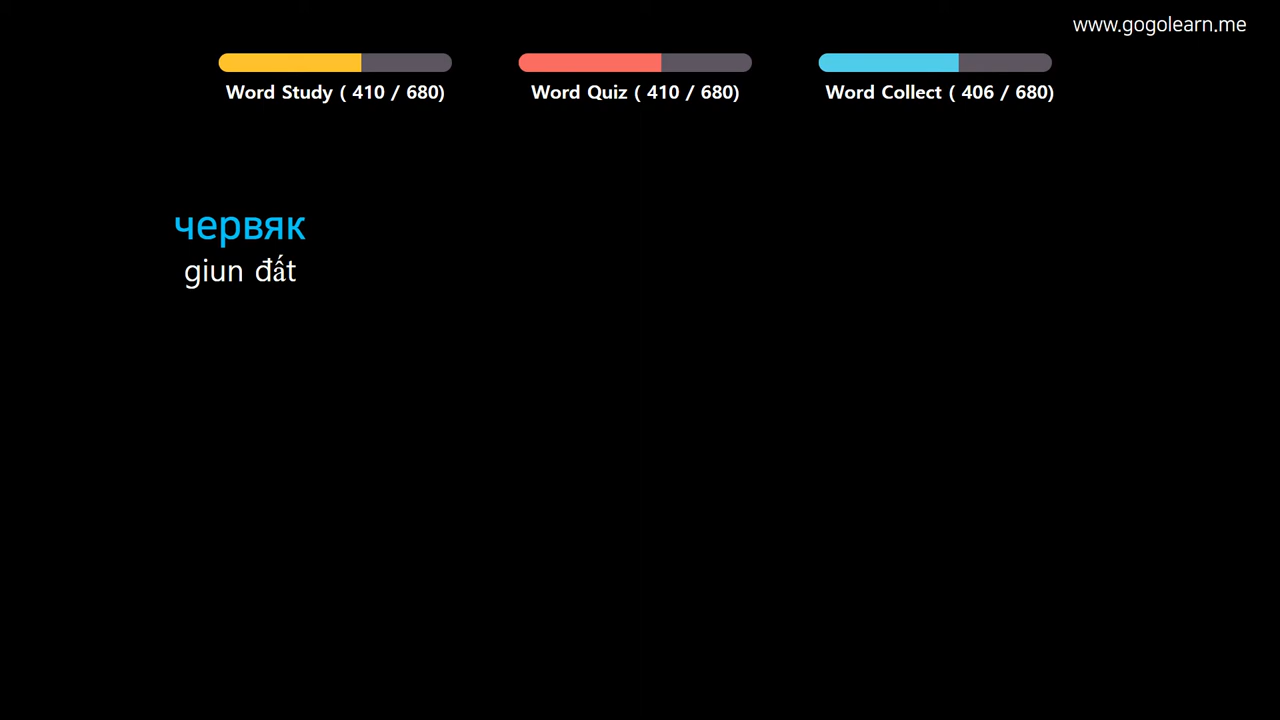 www.gogolearn.me
Word Study ( 410 / 680)
Word Quiz ( 410 / 680)
Word Collect ( 406 / 680)
червяк
giun đất